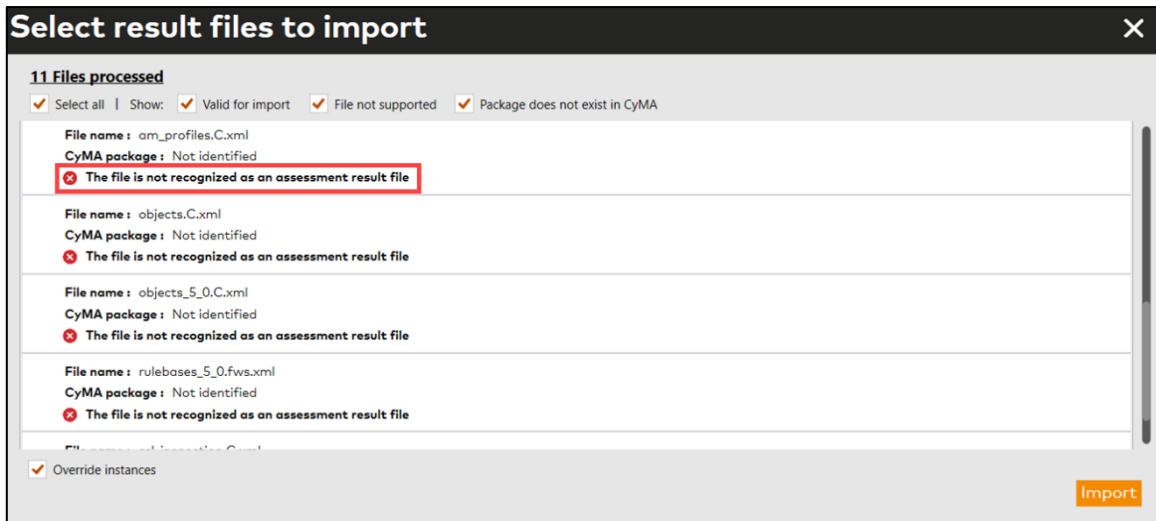 Select result files to import
11 Files processed
Select all | Show: Valid for import File not supported Package does not exist in CyMA
File name : am_profiles.C.xml
CyMA package : Not identified
The file is not recognized as an assessment result file
File name : objects.C.xml
CyMA package : Not identified
The file is not recognized as an assessment result file
File name : objects_5_0.C.xml
CyMA package : Not identified
The file is not recognized as an assessment result file
File name : rulebases_5_0.fws.xml
CyMA package : Not identified
The file is not recognized as an assessment result file
Override instances
Import